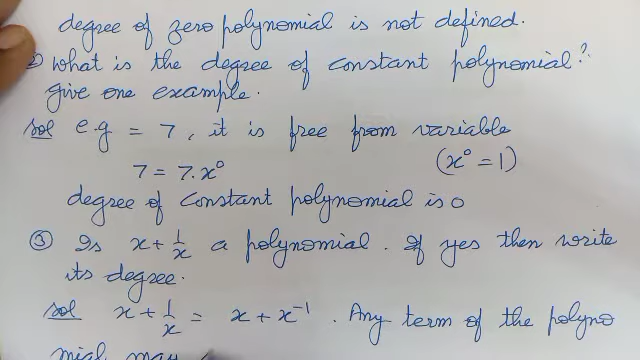 degree of zero polynomial is not defined.
② What is the degree of constant polynomial?
give one example.
Sol e.g = 7, it is free from variable
7 = 7.x⁰ (x⁰ = 1)
degree of constant polynomial is 0
③ Is x + 1/x a polynomial. If yes then write
its degree.
Sol x + 1/x = x + x⁻¹. Any term of the polyno
mial may